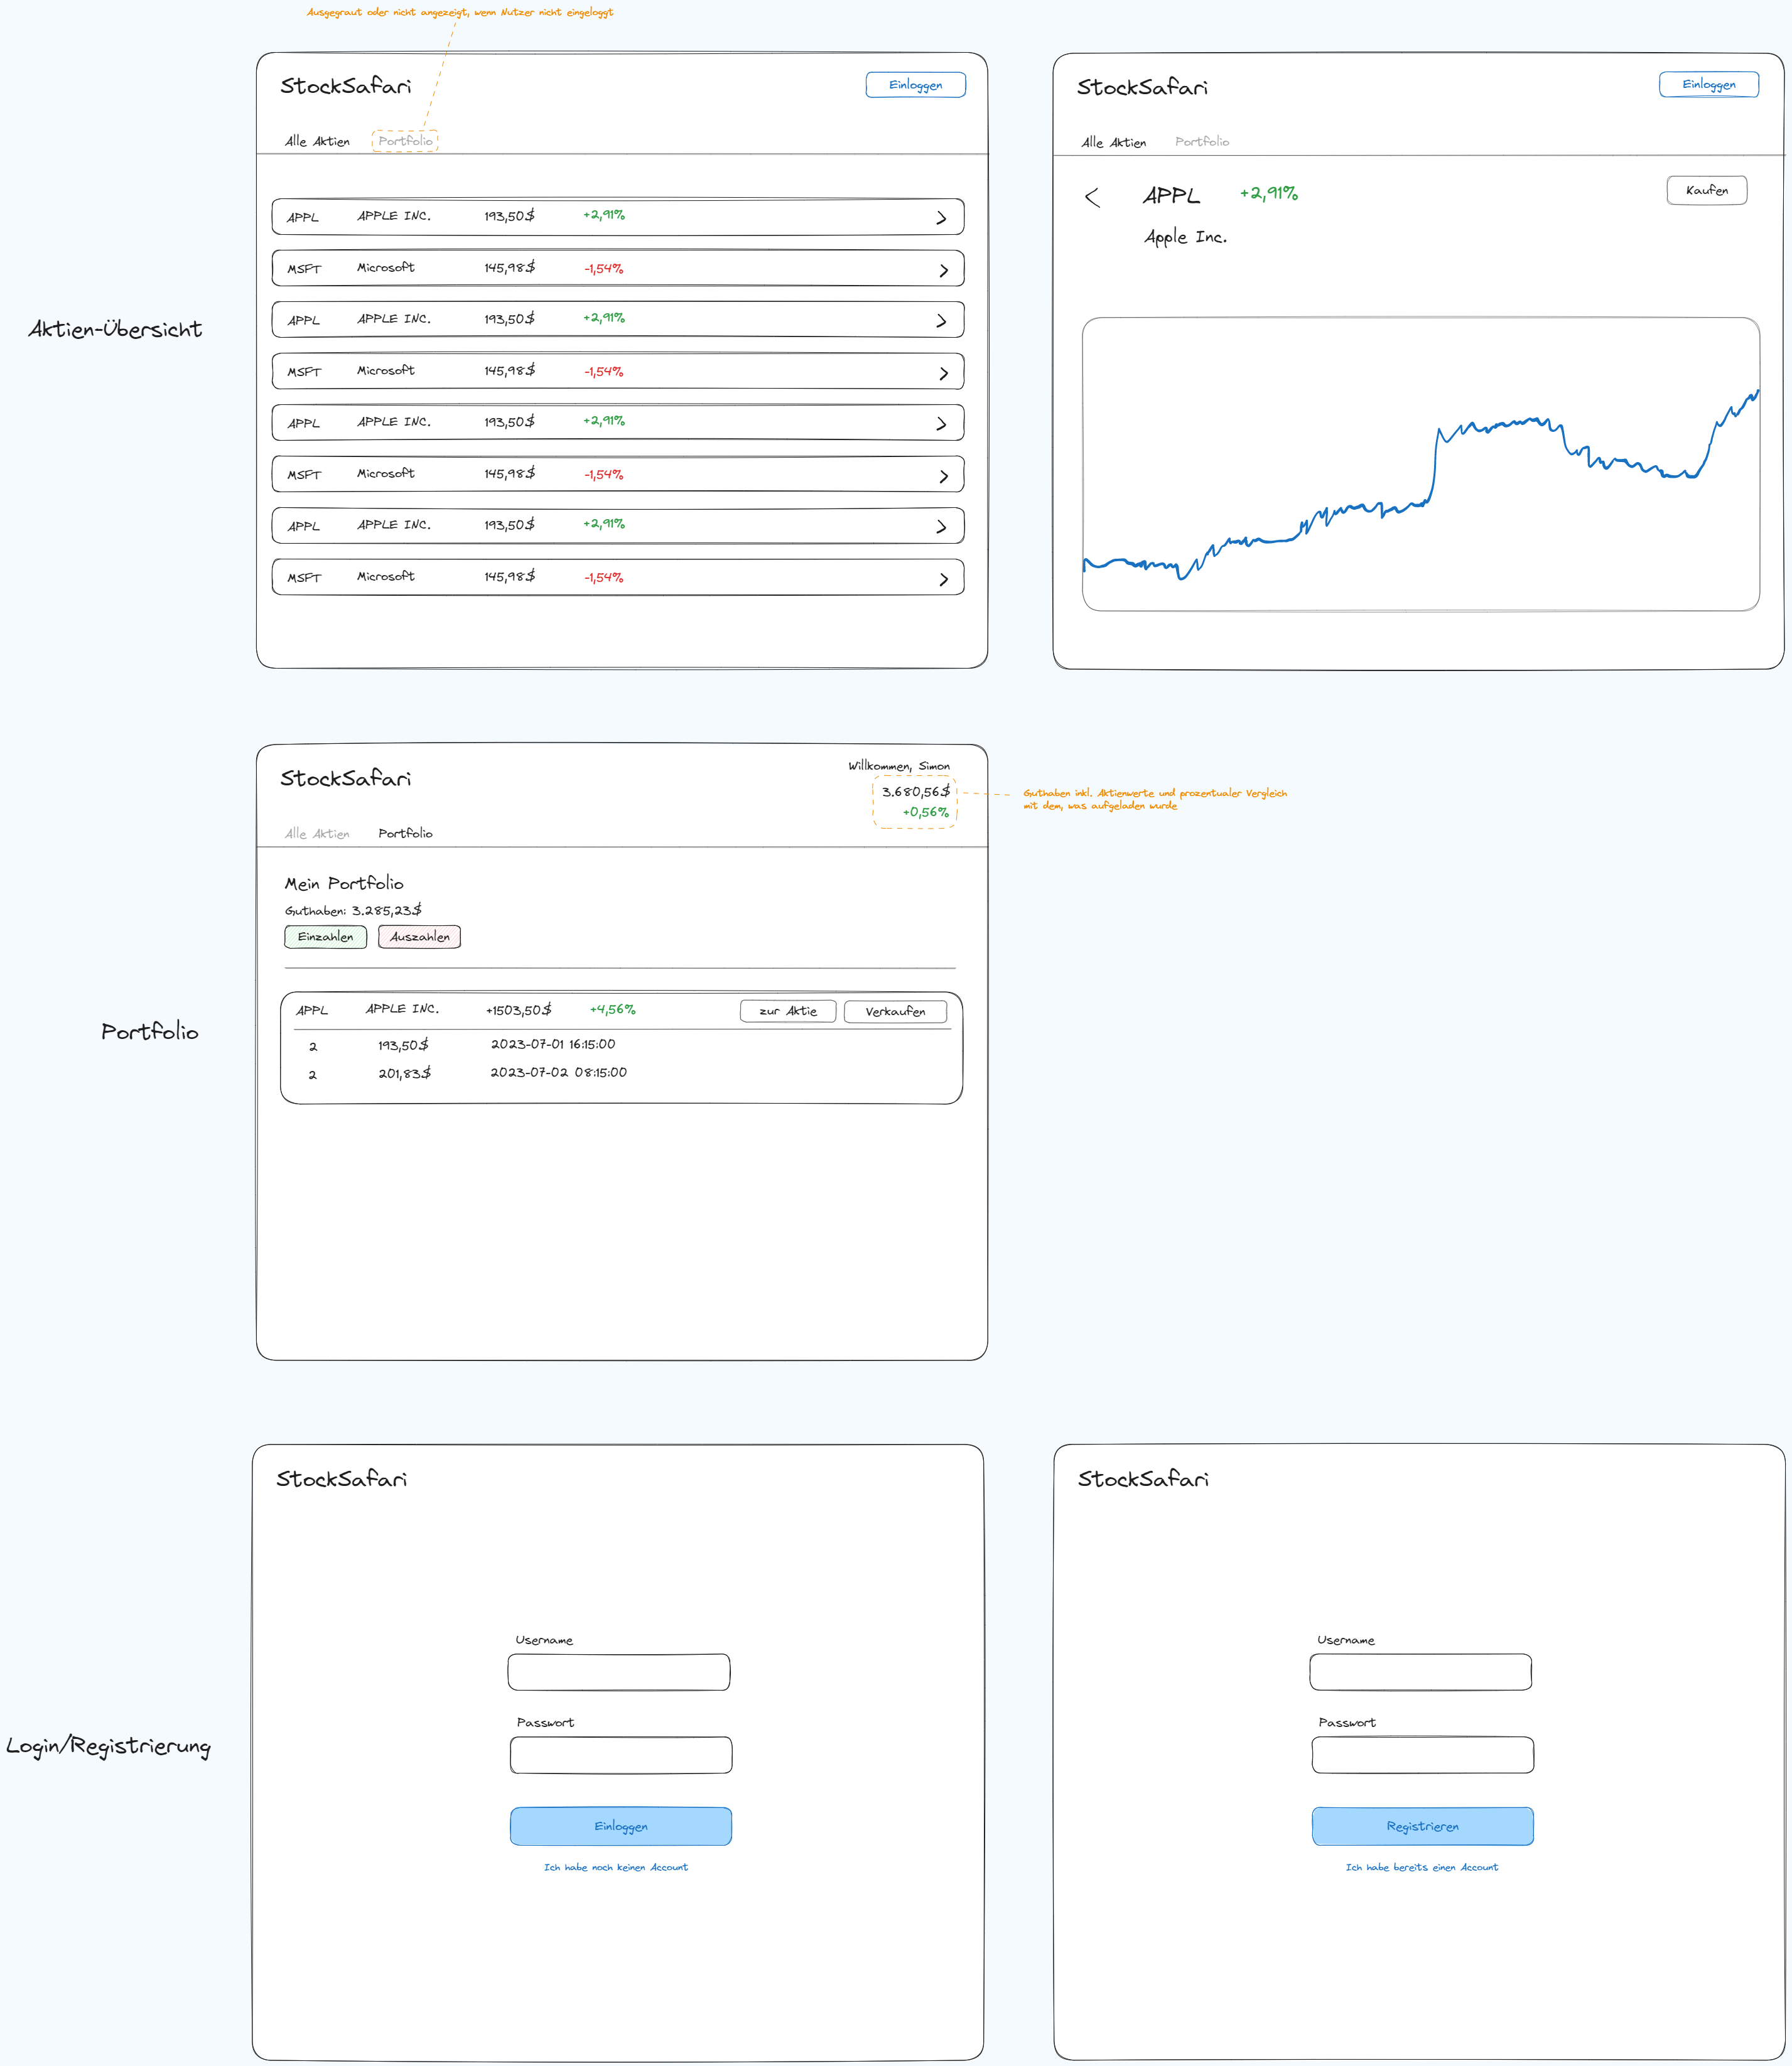 Ausgegraut oder nicht angezeigt, wenn Nutzer nicht eingeloggt
Aktien-Übersicht
StockSafari
Einloggen
Alle Aktien Portfolio
APPL APPLE INC. 193,50$ +2,91%
MSFT Microsoft 145,98$ -1,54%
APPL APPLE INC. 193,50$ +2,91%
MSFT Microsoft 145,98$ -1,54%
APPL APPLE INC. 193,50$ +2,91%
MSFT Microsoft 145,98$ -1,54%
APPL APPLE INC. 193,50$ +2,91%
MSFT Microsoft 145,98$ -1,54%
StockSafari
Einloggen
Alle Aktien Portfolio
APPL +2,91% Kaufen
Apple Inc.
Portfolio
StockSafari
Willkommen, Simon
3.680,56$
+0,56%
Guthaben inkl. Aktienwerte und prozentualer Vergleich
mit dem, was aufgeladen wurde
Alle Aktien Portfolio
Mein Portfolio
Guthaben: 3.285,23$
Einzahlen Auszahlen
APPL APPLE INC. +1503,50$ +4,56% zur Aktie Verkaufen
2 193,50$ 2023-07-01 16:15:00
2 201,83$ 2023-07-02 08:15:00
Login/Registrierung
StockSafari
Username
Passwort
Einloggen
Ich habe noch keinen Account
StockSafari
Username
Passwort
Registrieren
Ich habe bereits einen Account